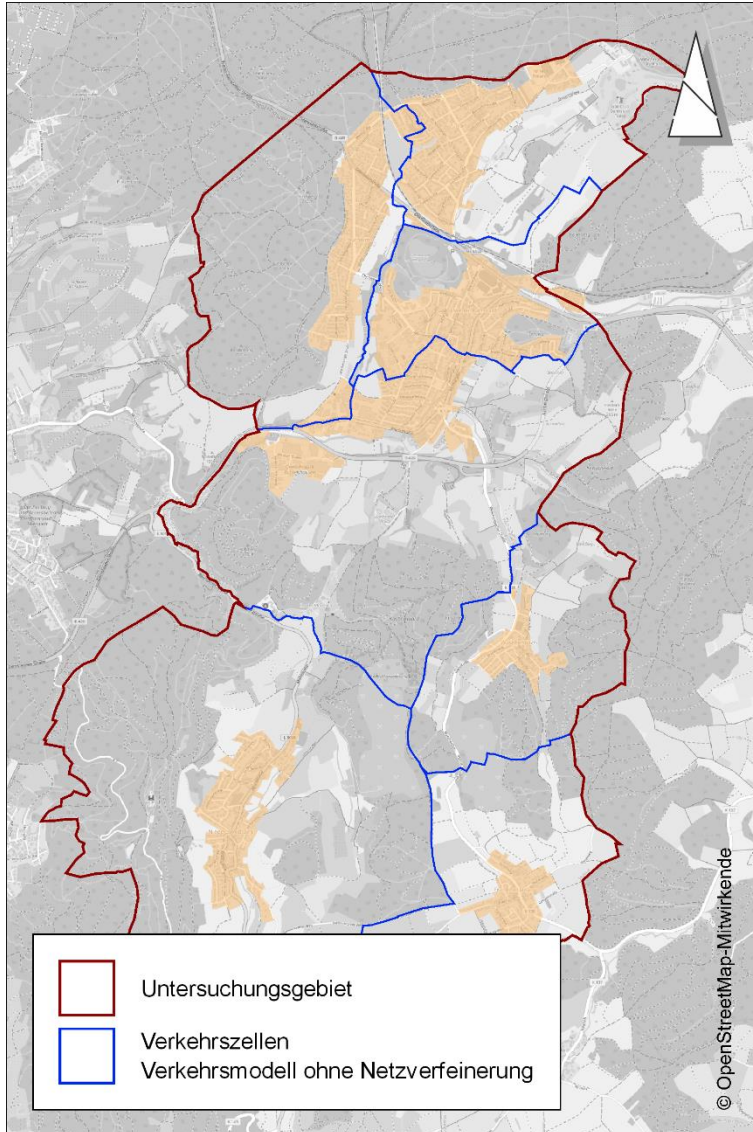 Untersuchungsgebiet
Verkehrszellen
Verkehrsmodell ohne Netzverfeinerung
© OpenStreetMap-Mitwirkende